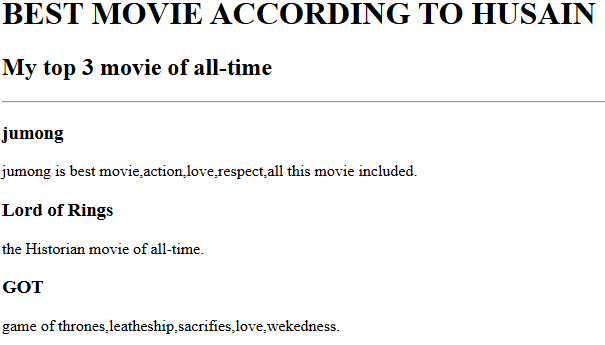 BEST MOVIE ACCORDING TO HUSAIN
My top 3 movie of all-time
jumong
jumong is best movie,action,love,respect,all this movie included.
Lord of Rings
the Historian movie of all-time.
GOT
game of thrones,leatheship,sacrifies,love,wekedness.